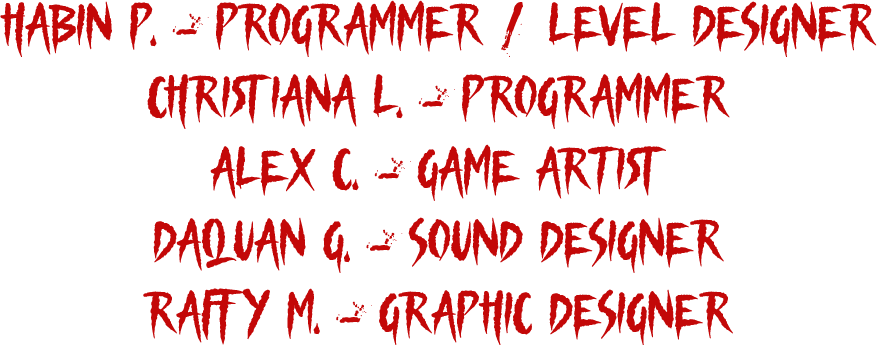 HABIN P. - PROGRAMMER / LEVEL DESIGNER
CHRISTIANA L. - PROGRAMMER
ALEX C. - GAME ARTIST
DAQUAN G. - SOUND DESIGNER
RAFFY M. - GRAPHIC DESIGNER